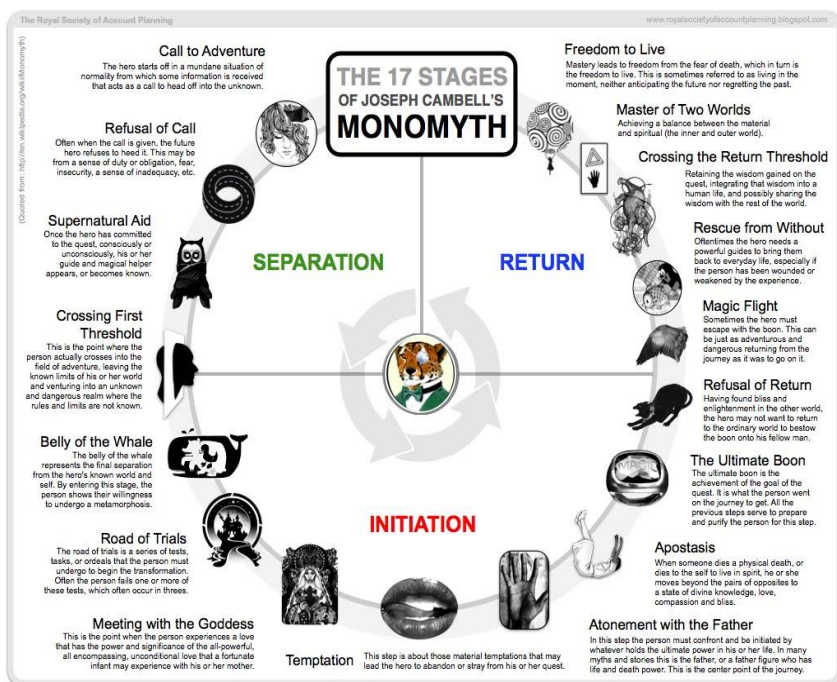 The Royal Society of Account Planning
www.royalsocietyofaccountplanning.blogspot.com
(Quoted from: http://en.wikipedia.org/wiki/Monomyth)
THE 17 STAGES
OF JOSEPH CAMBELL'S
MONOMYTH
Call to Adventure
The hero starts off in a mundane situation of
normality from which some information is received
that acts as a call to head off into the unknown.
Refusal of Call
Often when the call is given, the future
hero refuses to heed it. This may be
from a sense of duty or obligation, fear,
insecurity, a sense of inadequacy, etc.
Supernatural Aid
Once the hero has committed
to the quest, consciously or
unconsciously, his or her
guide and magical helper
appears, or becomes known.
Crossing First
Threshold
This is the point where the
person actually crosses into the
field of adventure, leaving the
known limits of his or her world
and venturing into an unknown
and dangerous realm where the
rules and limits are not known.
Belly of the Whale
The belly of the whale
represents the final separation
from the hero's known world and
self. By entering this stage, the
person shows their willingness
to undergo a metamorphosis.
Road of Trials
The road of trials is a series of tests,
tasks, or ordeals that the person must
undergo to begin the transformation.
Often the person fails one or more of
these tests, which often occur in threes.
Meeting with the Goddess
This is the point when the person experiences a love
that has the power and significance of the all-powerful,
all encompassing, unconditional love that a fortunate
infant may experience with his or her mother.
Temptation
This step is about those material temptations that may
lead the hero to abandon or stray from his or her quest.
SEPARATION
RETURN
INITIATION
Freedom to Live
Mastery leads to freedom from the fear of death, which in turn is
the freedom to live. This is sometimes referred to as living in the
moment, neither anticipating the future nor regretting the past.
Master of Two Worlds
Achieving a balance between the material
and spiritual (the inner and outer world).
Crossing the Return Threshold
Retaining the wisdom gained on the
quest, integrating that wisdom into a
human life, and possibly sharing the
wisdom with the rest of the world.
Rescue from Without
Oftentimes the hero needs a
powerful guides to bring them
back to everyday life, especially if
the person has been wounded or
weakened by the experience.
Magic Flight
Sometimes the hero must
escape with the boon. This can
be just as adventurous and
dangerous returning from the
journey as it was to go on it.
Refusal of Return
Having found bliss and
enlightenment in the other world,
the hero may not want to return
to the ordinary world to bestow
the boon onto his fellow man.
The Ultimate Boon
The ultimate boon is the
achievement of the goal of the
quest. It is what the person went
on the journey to get. All the
previous steps serve to prepare
and purify the person for this step.
MAGIC
Apostasis
When someone dies a physical death, or
dies to the self to live in spirit, he or she
moves beyond the pairs of opposites to
a state of divine knowledge, love,
compassion and bliss.
Atonement with the Father
In this step the person must confront and be initiated by
whatever holds the ultimate power in his or her life. In many
myths and stories this is the father, or a father figure who has
life and death power. This is the center point of the journey.